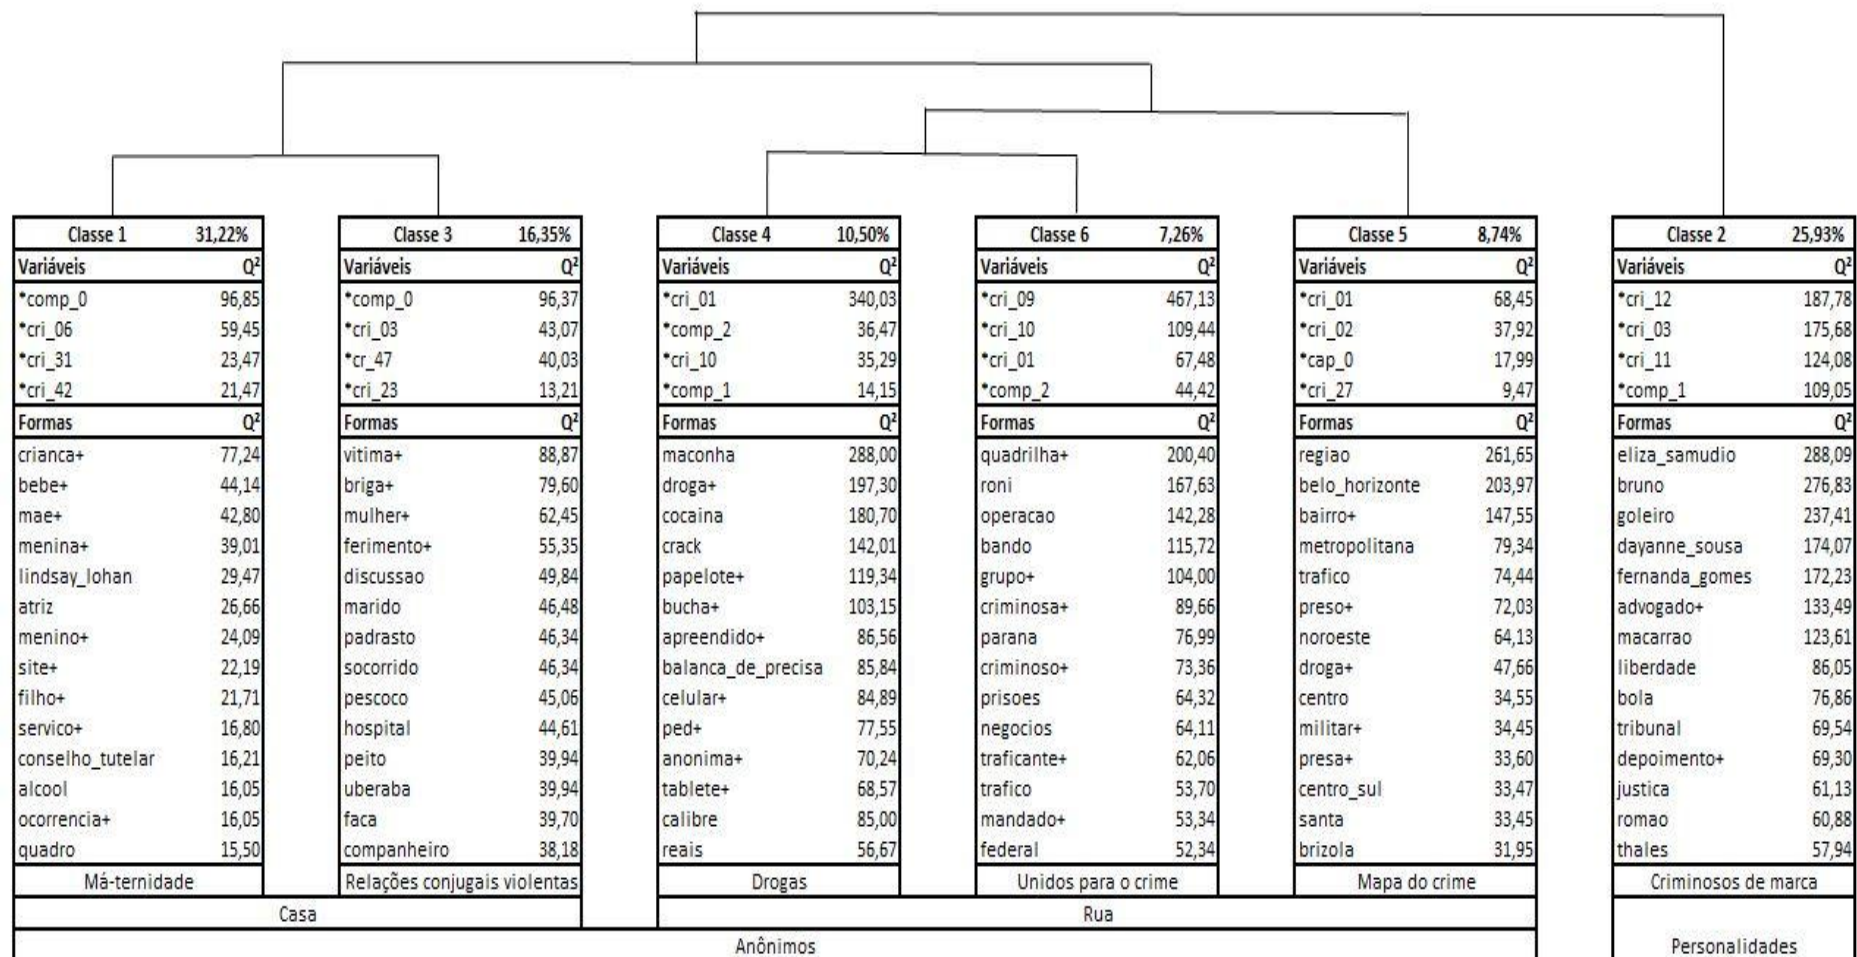 Classe 1 31,22%
Variáveis Q²
*comp_0 96,85
*cri_06 59,45
*cri_31 23,47
*cri_42 21,47
Formas Q²
crianca+ 77,24
bebe+ 44,14
mae+ 42,80
menina+ 39,01
lindsay_lohan 29,47
atriz 26,66
menino+ 24,09
site+ 22,19
filho+ 21,71
servico+ 16,80
conselho_tutelar 16,21
alcool 16,05
ocorrencia+ 16,05
quadro 15,50
Má-ternidade
Classe 3 16,35%
Variáveis Q²
*comp_0 96,37
*cri_03 43,07
*cr_47 40,03
*cri_23 13,21
Formas Q²
vitima+ 88,87
briga+ 79,60
mulher+ 62,45
ferimento+ 55,35
discussao 49,84
marido 46,48
padrasto 46,34
socorrido 46,34
pescoco 45,06
hospital 44,61
peito 39,94
uberaba 39,94
faca 39,70
companheiro 38,18
Relações conjugais violentas
Casa
Classe 4 10,50%
Variáveis Q²
*cri_01 340,03
*comp_2 36,47
*cri_10 35,29
*comp_1 14,15
Formas Q²
maconha 288,00
droga+ 197,30
cocaina 180,70
crack 142,01
papelote+ 119,34
bucha+ 103,15
apreendido+ 86,56
balanca_de_precisa 85,84
celular+ 84,89
ped+ 77,55
anonima+ 70,24
tablete+ 68,57
calibre 85,00
reais 56,67
Drogas
Classe 6 7,26%
Variáveis Q²
*cri_09 467,13
*cri_10 109,44
*cri_01 67,48
*comp_2 44,42
Formas Q²
quadrilha+ 200,40
roni 167,63
operacao 142,28
bando 115,72
grupo+ 104,00
criminosa+ 89,66
parana 76,99
criminoso+ 73,36
prisoes 64,32
negocios 64,11
traficante+ 62,06
trafico 53,70
mandado+ 53,34
federal 52,34
Unidos para o crime
Classe 5 8,74%
Variáveis Q²
*cri_01 68,45
*cri_02 37,92
*cap_0 17,99
*cri_27 9,47
Formas Q²
regiao 261,65
belo_horizonte 203,97
bairro+ 147,55
metropolitana 79,34
trafico 74,44
preso+ 72,03
noroeste 64,13
droga+ 47,66
centro 34,55
militar+ 34,45
presa+ 33,60
centro_sul 33,47
santa 33,45
brizola 31,95
Mapa do crime
Rua
Anônimos
Classe 2 25,93%
Variáveis Q²
*cri_12 187,78
*cri_03 175,68
*cri_11 124,08
*comp_1 109,05
Formas Q²
eliza_samudio 288,09
bruno 276,83
goleiro 237,41
dayanne_sousa 174,07
fernanda_gomes 172,23
advogado+ 133,49
macarrao 123,61
liberdade 86,05
bola 76,86
tribunal 69,54
depoimento+ 69,30
justica 61,13
romao 60,88
thales 57,94
Criminosos de marca
Personalidades